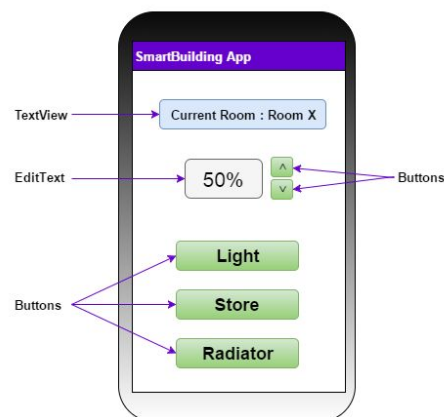 SmartBuilding App
TextView
Current Room : Room X
EditText
50%
^
v
Buttons
Light
Buttons
Store
Radiator